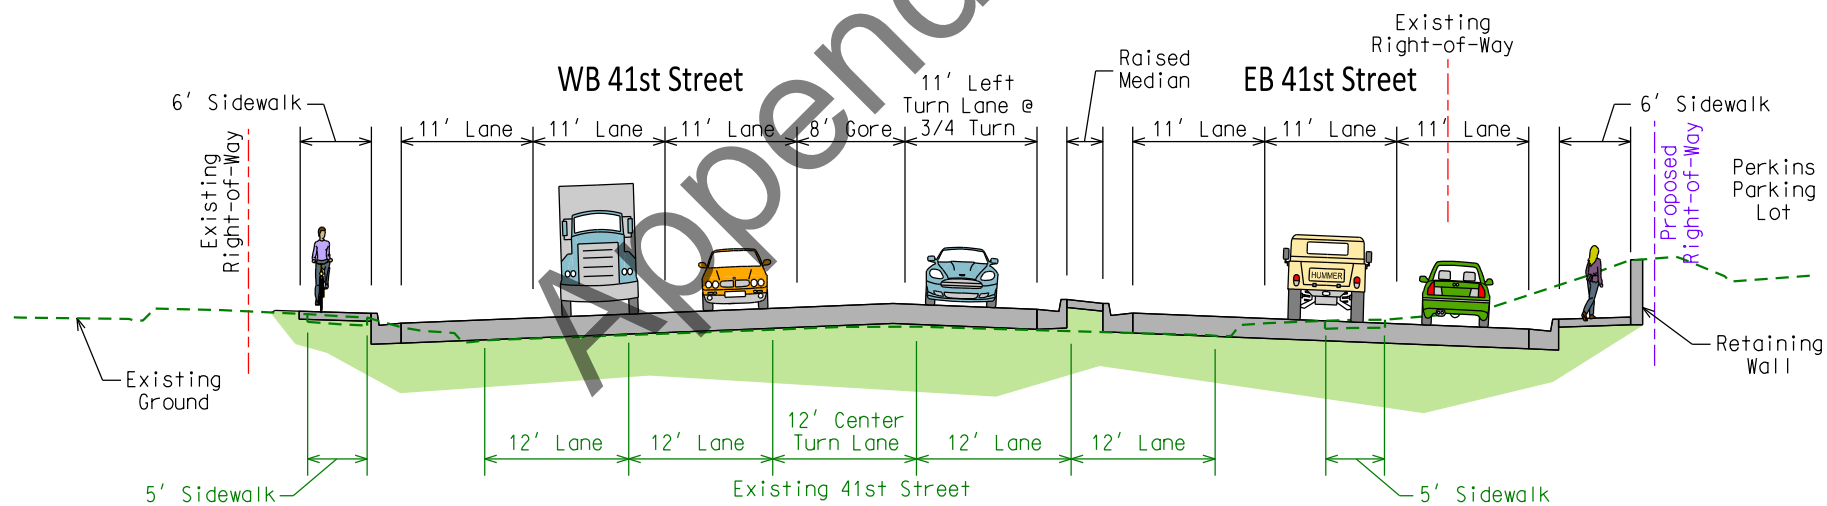 Append
Existing
Right-of-Way
WB 41st Street
EB 41st Street
Raised
Median
11' Left
Turn Lane @
3/4 Turn
6' Sidewalk
6' Sidewalk
11' Lane
11' Lane
11' Lane
8' Gore
11' Lane
11' Lane
11' Lane
Existing
Right-of-Way
Proposed
Right-of-Way
Perkins
Parking
Lot
HUMMER
Existing
Ground
Retaining
Wall
12' Lane
12' Lane
12' Center
Turn Lane
12' Lane
12' Lane
5' Sidewalk
Existing 41st Street
5' Sidewalk